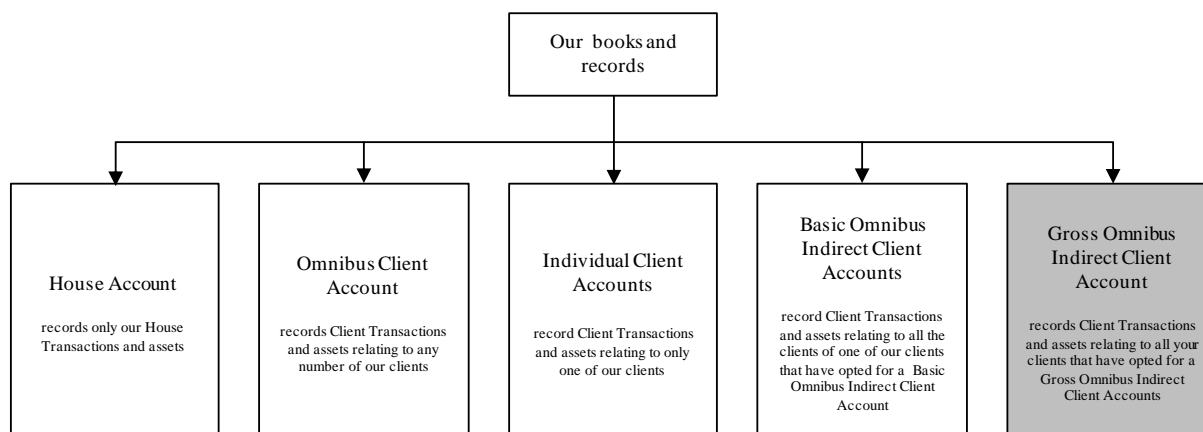 Our books and
records
House Account
records only our House
Transactions and assets
Omnibus Client
Account
records Client Transactions
and assets relating to any
number of our clients
Individual Client
Accounts
record Client Transactions
and assets relating to only
one of our clients
Basic Omnibus
Indirect Client
Accounts
record Client Transactions
and assets relating to all the
clients of one of our clients
that have opted for a Basic
Omnibus Indirect Client
Account
Gross Omnibus
Indirect Client
Account
records Client Transactions
and assets relating to all your
clients that have opted for a
Gross Omnibus Indirect
Client Accounts